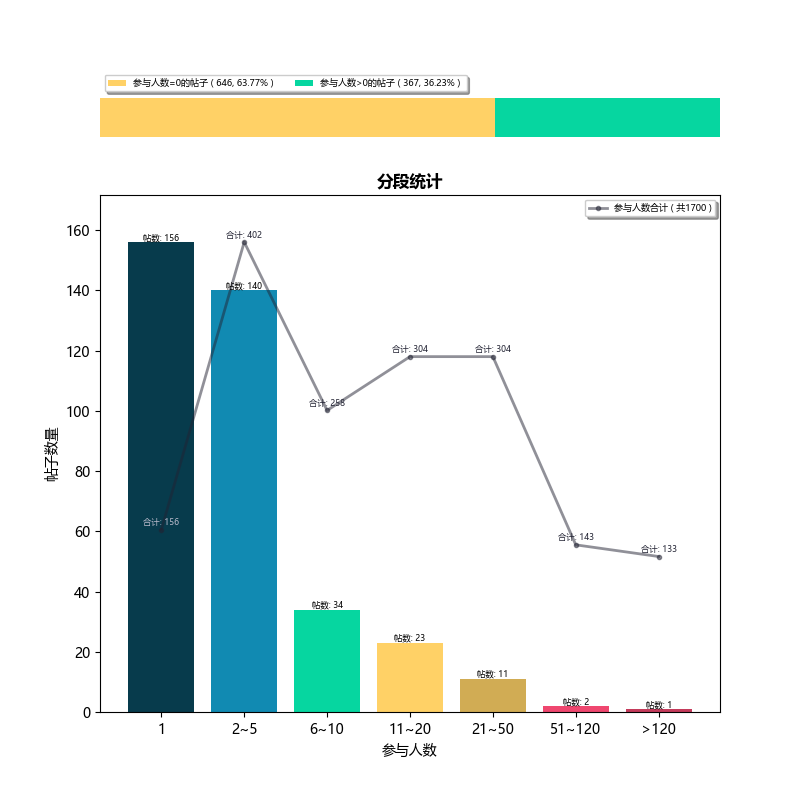 参与人数=0的帖子 ( 646, 63.77% ) 参与人数>0的帖子 ( 367, 36.23% )
分段统计
参与人数合计 ( 共1700 )
160
140
120
100
80
60
40
20
0
帖子数量
帖数: 156
合计: 402
帖数: 140
合计: 304
合计: 304
合计: 258
合计: 156
合计: 143
合计: 133
帖数: 34
帖数: 23
帖数: 11
帖数: 2
帖数: 1
1 2~5 6~10 11~20 21~50 51~120 >120
参与人数